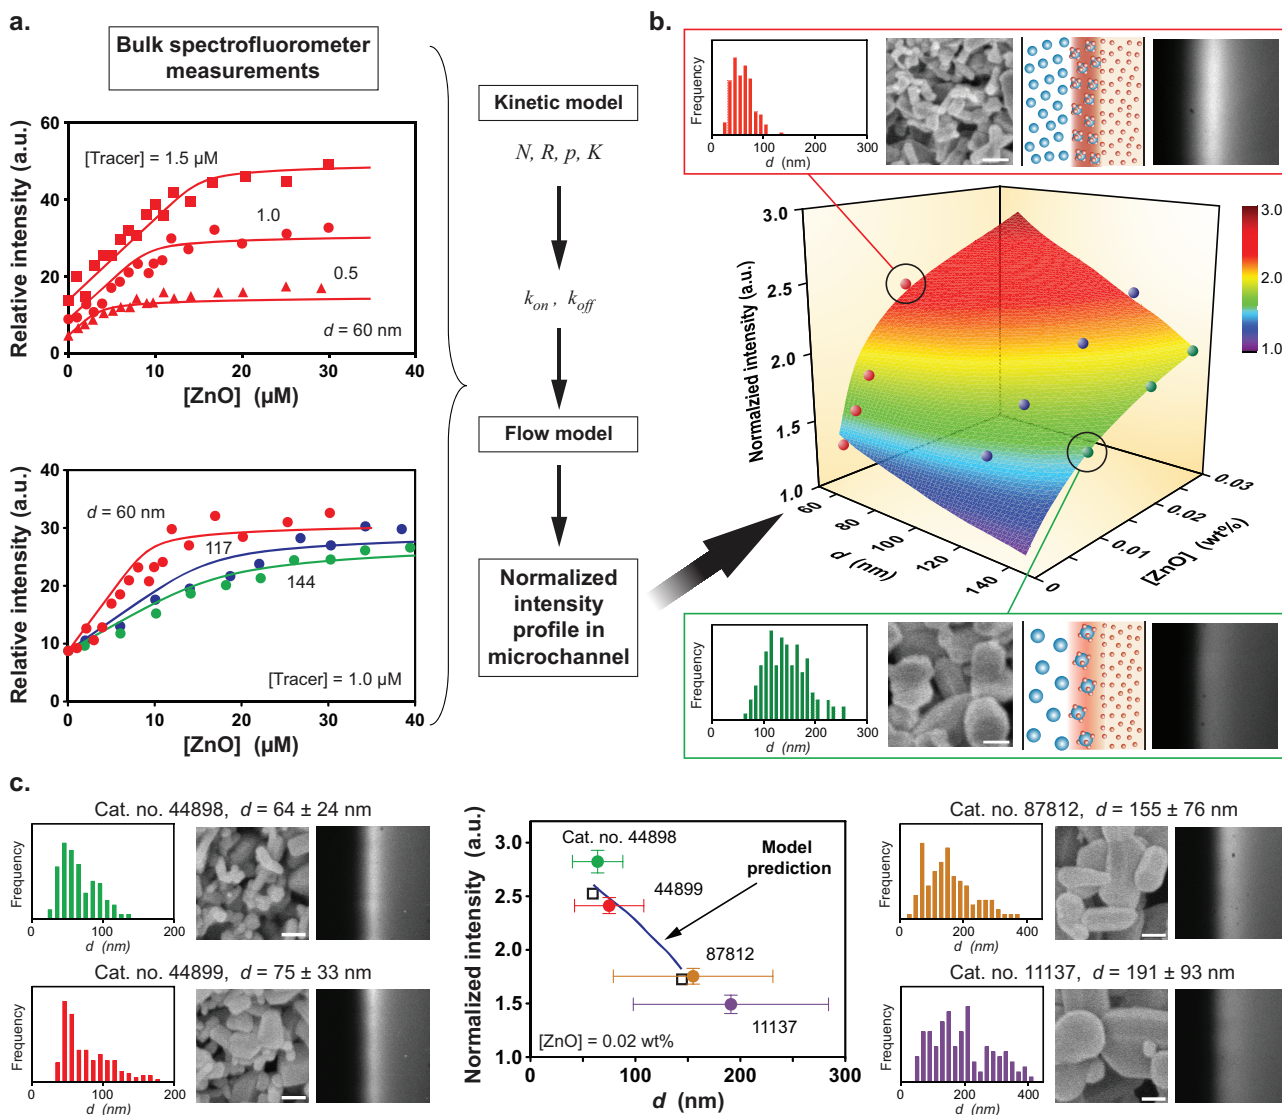 a.
Bulk spectrofluorometer
measurements
60
40
20
0
0 10 20 30 40
Relative intensity (a.u.)
[ZnO] (µM)
[Tracer] = 1.5 µM
1.0
0.5
d = 60 nm
40
30
20
10
0
0 10 20 30 40
Relative intensity (a.u.)
[ZnO] (µM)
d = 60 nm
117
144
[Tracer] = 1.0 µM
Kinetic model
N, R, p, K
kon , koff
Flow model
Normalized
intensity
profile in
microchannel
b.
Frequency
0 100 200 300
d (nm)
3.0
2.5
2.0
1.5
1.0
Normalzied intensity (a.u.)
60
80
100
120
140
d (nm)
0
0.01
0.02
0.03
[ZnO] (wt%)
3.0
2.0
1.0
Frequency
0 100 200 300
d (nm)
c.
Cat. no. 44898, d = 64 ± 24 nm
Frequency
0 100 200
d (nm)
Cat. no. 44899, d = 75 ± 33 nm
Frequency
0 100 200
d (nm)
3.0
2.5
2.0
1.5
1.0
0 100 200 300
Normalized intensity (a.u.)
d (nm)
Cat. no. 44898
44899
87812
11137
Model
prediction
[ZnO] = 0.02 wt%
Cat. no. 87812, d = 155 ± 76 nm
Frequency
0 200 400
d (nm)
Cat. no. 11137, d = 191 ± 93 nm
Frequency
0 200 400
d (nm)